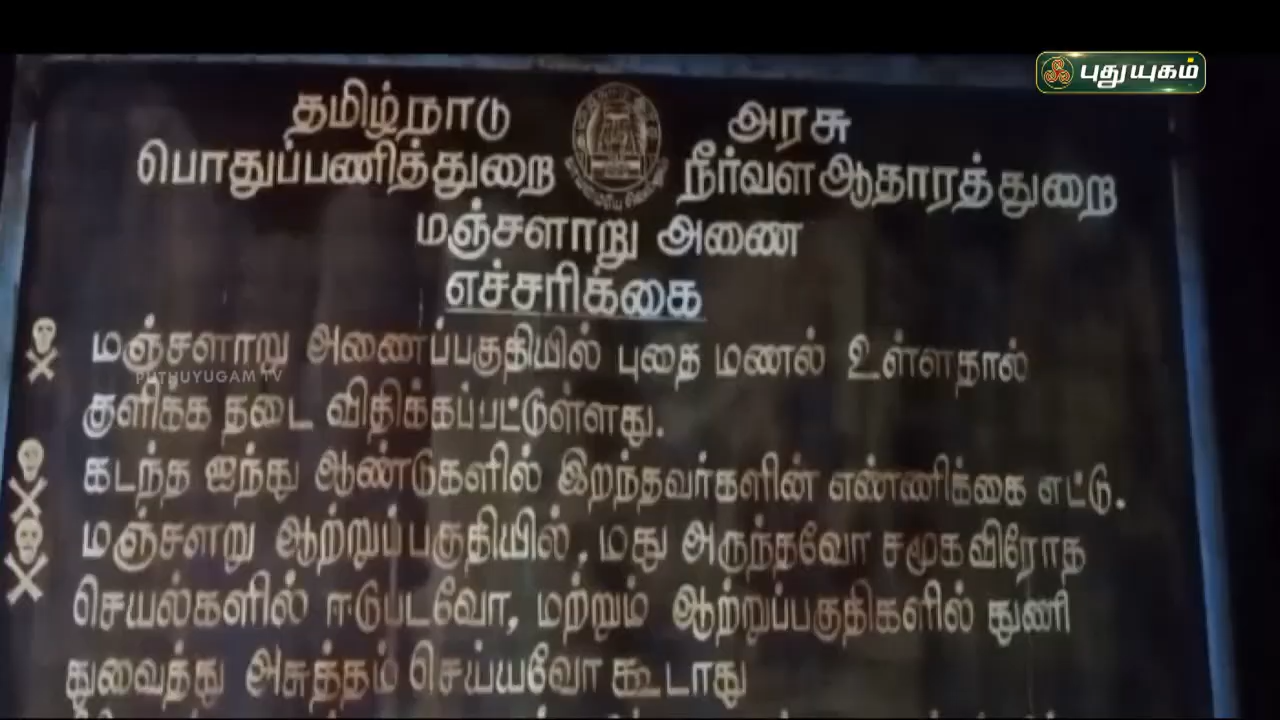 புதுயுகம்
தமிழ்நாடு அரசு
பொதுப்பணித்துறை நீர்வள ஆதாரத்துறை
மஞ்சளாறு அணை
எச்சரிக்கை
மஞ்சளாறு அணைப்பகுதியில் புதை மணல் உள்ளதால்
PUTHUYUGAM TV
குளிக்க தடை விதிக்கப்பட்டுள்ளது.
கடந்த ஐந்து ஆண்டுகளில் இறந்தவர்களின் எண்ணிக்கை எட்டு.
மஞ்சளறு ஆற்றுப்பகுதியில், மது அருந்தவோ சமூகவிரோத
செயல்களில் ஈடுபடவோ, மற்றும் ஆற்றுப்பகுதிகளில் துணி
துவைத்து அசுத்தம் செய்யவோ கூடாது